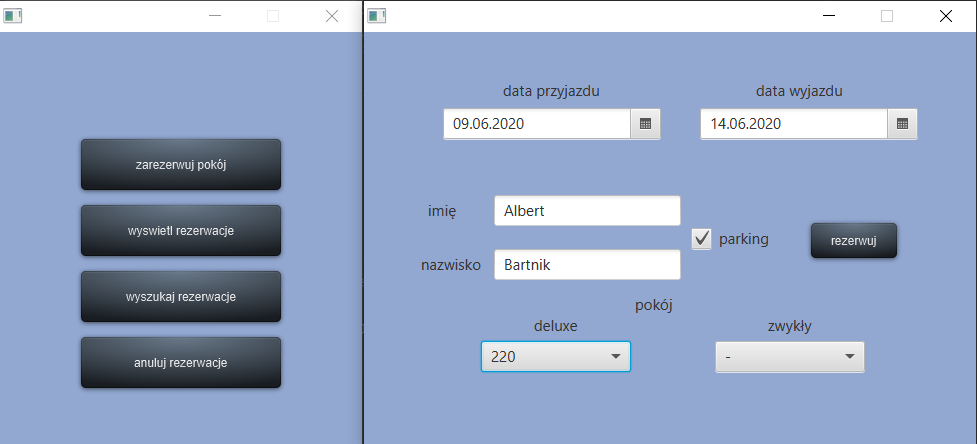 zarezerwuj pokój
wyswietl rezerwacje
wyszukaj rezerwacje
anuluj rezerwacje
data przyjazdu
data wyjazdu
09.06.2020
14.06.2020
imię
Albert
parking
rezerwuj
nazwisko
Bartnik
pokój
deluxe
zwykły
220
-